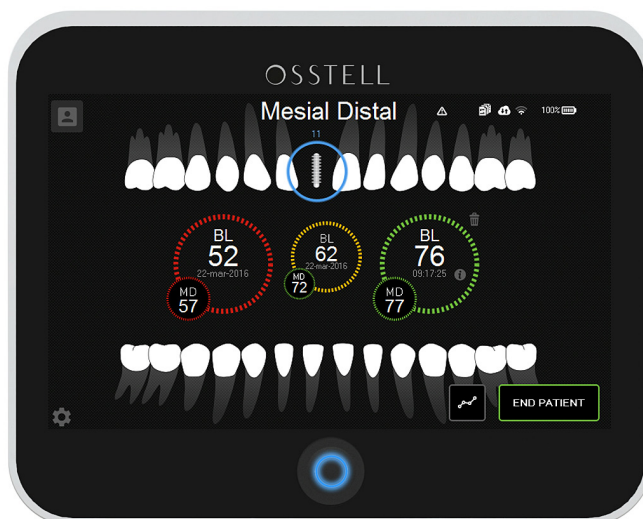 OSSTELL
Mesial Distal
100%
11
BL
52
22-mar-2016
MD
57
BL
62
22-mar-2016
MD
72
BL
76
09:17:25
MD
77
END PATIENT